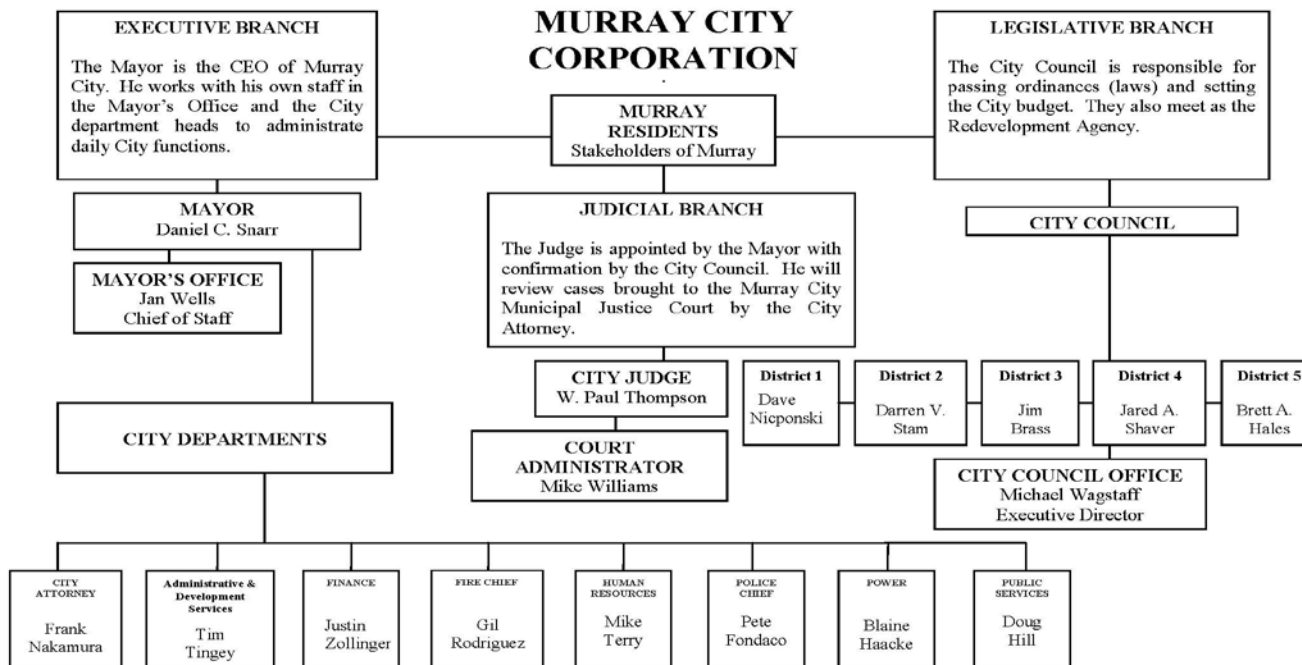 MURRAY CITY
CORPORATION
EXECUTIVE BRANCH
The Mayor is the CEO of Murray
City. He works with his own staff in
the Mayor's Office and the City
department heads to administrate
daily City functions.
MURRAY
RESIDENTS
Stakeholders of Murray
LEGISLATIVE BRANCH
The City Council is responsible for
passing ordinances (laws) and setting
the City budget. They also meet as the
Redevelopment Agency.
MAYOR
Daniel C. Snarr
MAYOR'S OFFICE
Jan Wells
Chief of Staff
JUDICIAL BRANCH
The Judge is appointed by the Mayor with
confirmation by the City Council. He will
review cases brought to the Murray City
Municipal Justice Court by the City
Attorney.
CITY COUNCIL
CITY JUDGE
W. Paul Thompson
COURT
ADMINISTRATOR
Mike Williams
District 1
Dave
Nicponski
District 2
Darren V.
Stam
District 3
Jim
Brass
District 4
Jared A.
Shaver
District 5
Brett A.
Hales
CITY COUNCIL OFFICE
Michael Wagstaff
Executive Director
CITY DEPARTMENTS
CITY
ATTORNEY
Frank
Nakamura
Administrative &
Development
Services
Tim
Tingey
FINANCE
Justin
Zollinger
FIRE CHIEF
Gil
Rodriguez
HUMAN
RESOURCES
Mike
Terry
POLICE
CHIEF
Pete
Fondaco
POWER
Blaine
Haacke
PUBLIC
SERVICES
Doug
Hill